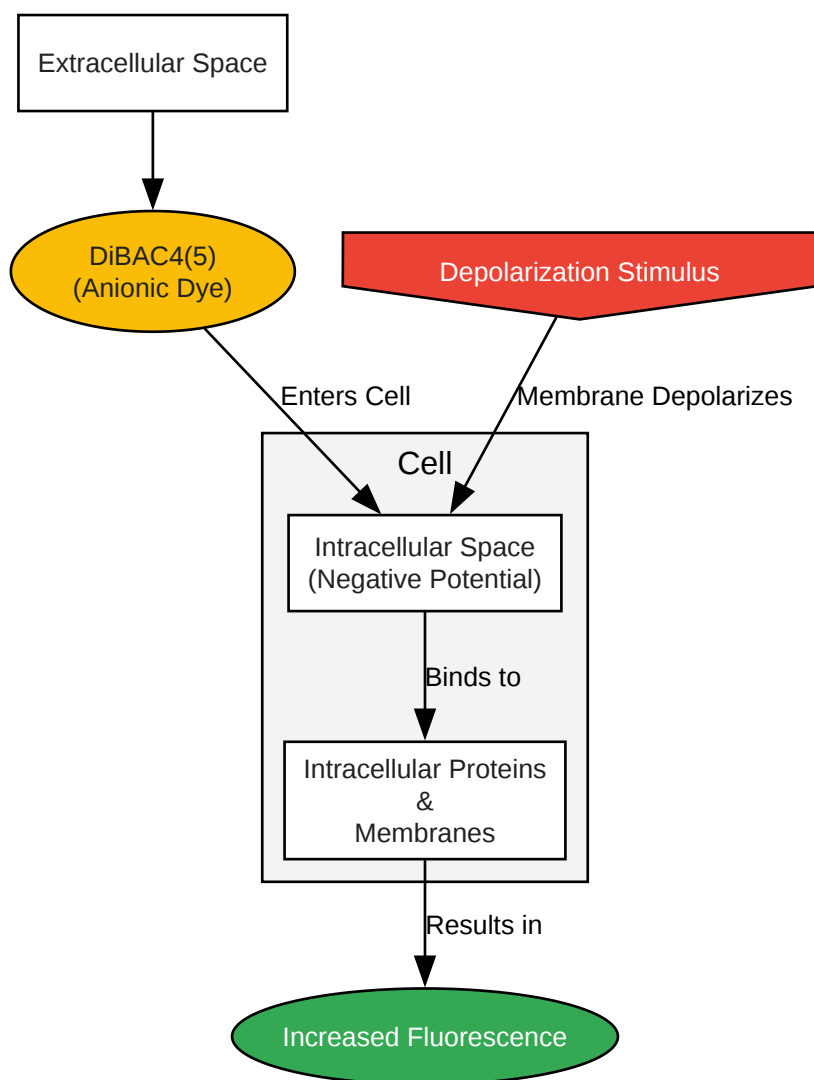 Extracellular Space
DiBAC4(5)
(Anionic Dye)
Depolarization Stimulus
Enters Cell
Membrane Depolarizes
Cell
Intracellular Space
(Negative Potential)
Binds to
Intracellular Proteins
&
Membranes
Results in
Increased Fluorescence